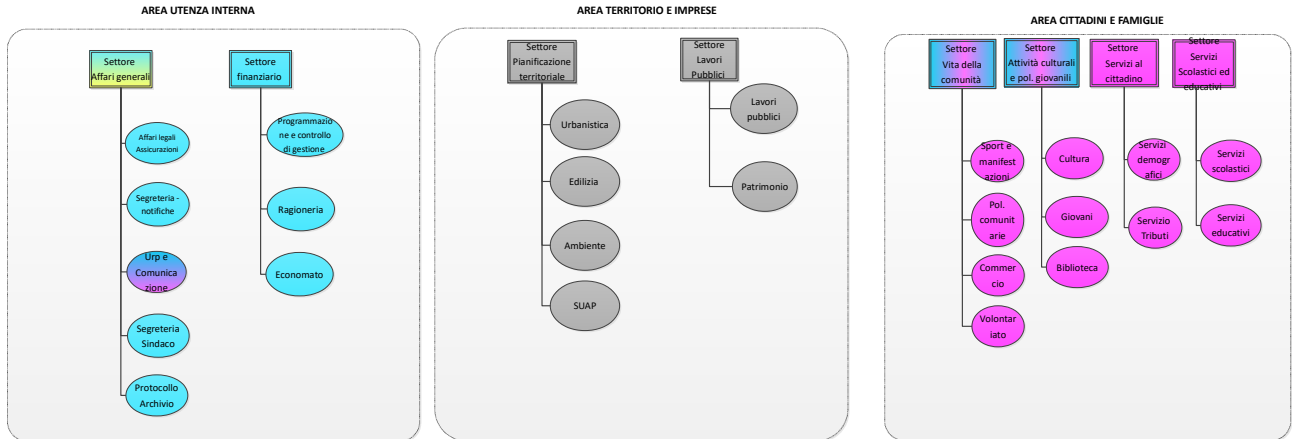 AREA UTENZA INTERNA
Settore
Affari generali
Affari legali
Assicurazioni
Segreteria -
notifiche
Urp e
Comunica
zione
Segreteria
Sindaco
Protocollo
Archivio
Settore
finanziario
Programmazio
ne e controllo
di gestione
Ragioneria
Economato
AREA TERRITORIO E IMPRESE
Settore
Pianificazione
territoriale
Urbanistica
Edilizia
Ambiente
SUAP
Settore
Lavori
Pubblici
Lavori
pubblici
Patrimonio
AREA CITTADINI E FAMIGLIE
Settore
Vita della
comunità
Sport e
manifest
azioni
Pol.
comunit
arie
Commer
cio
Volontar
iato
Settore
Attività culturali
e pol. giovanili
Cultura
Giovani
Biblioteca
Settore
Servizi al
cittadino
Servizi
demogr
afici
Servizio
Tributi
Settore
Servizi
Scolastici ed
educativi
Servizi
scolastici
Servizi
educativi